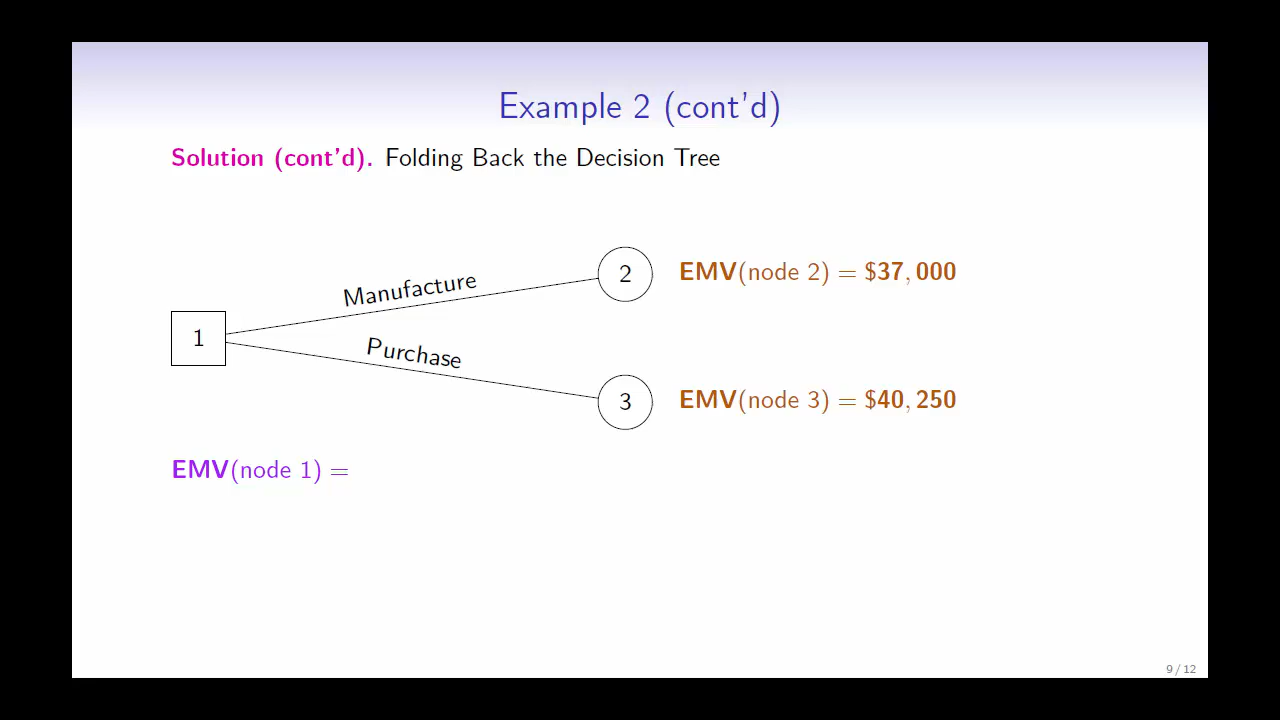 Example 2 (cont'd)
Solution (cont'd). Folding Back the Decision Tree
Manufacture
2
EMV(node 2) = $37, 000
1
Purchase
3
EMV(node 3) = $40, 250
EMV(node 1) =
9 / 12